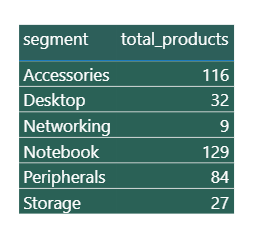 segment total_products
Accessories 116
Desktop 32
Networking 9
Notebook 129
Peripherals 84
Storage 27